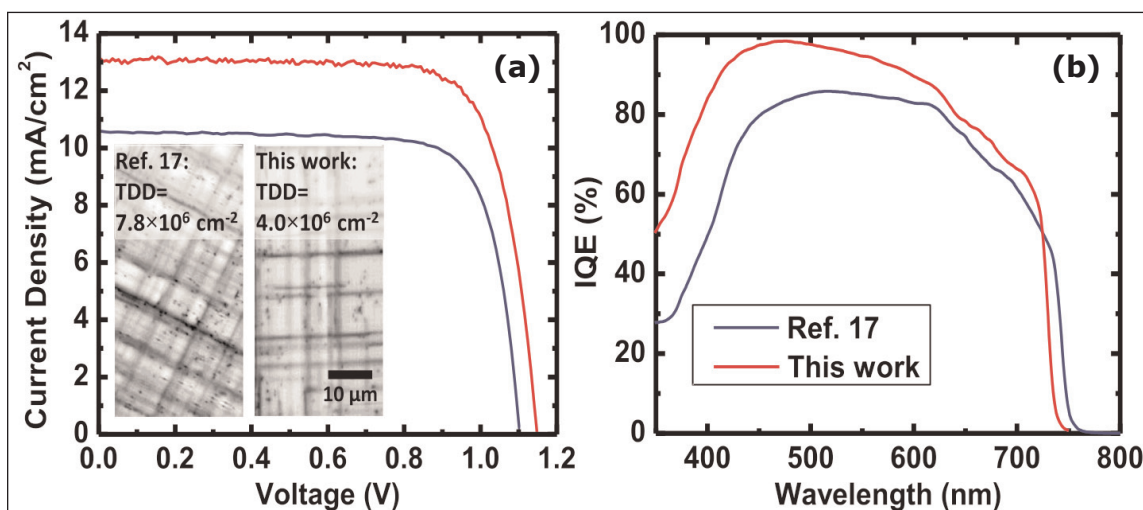 (a)
14
12
10
8
6
4
2
0
Current Density (mA/cm²)
Ref. 17:
TDD=
7.8×10⁶ cm⁻²
This work:
TDD=
4.0×10⁶ cm⁻²
10 µm
0.0 0.2 0.4 0.6 0.8 1.0 1.2
Voltage (V)
(b)
100
80
60
40
20
0
IQE (%)
Ref. 17
This work
400 500 600 700 800
Wavelength (nm)